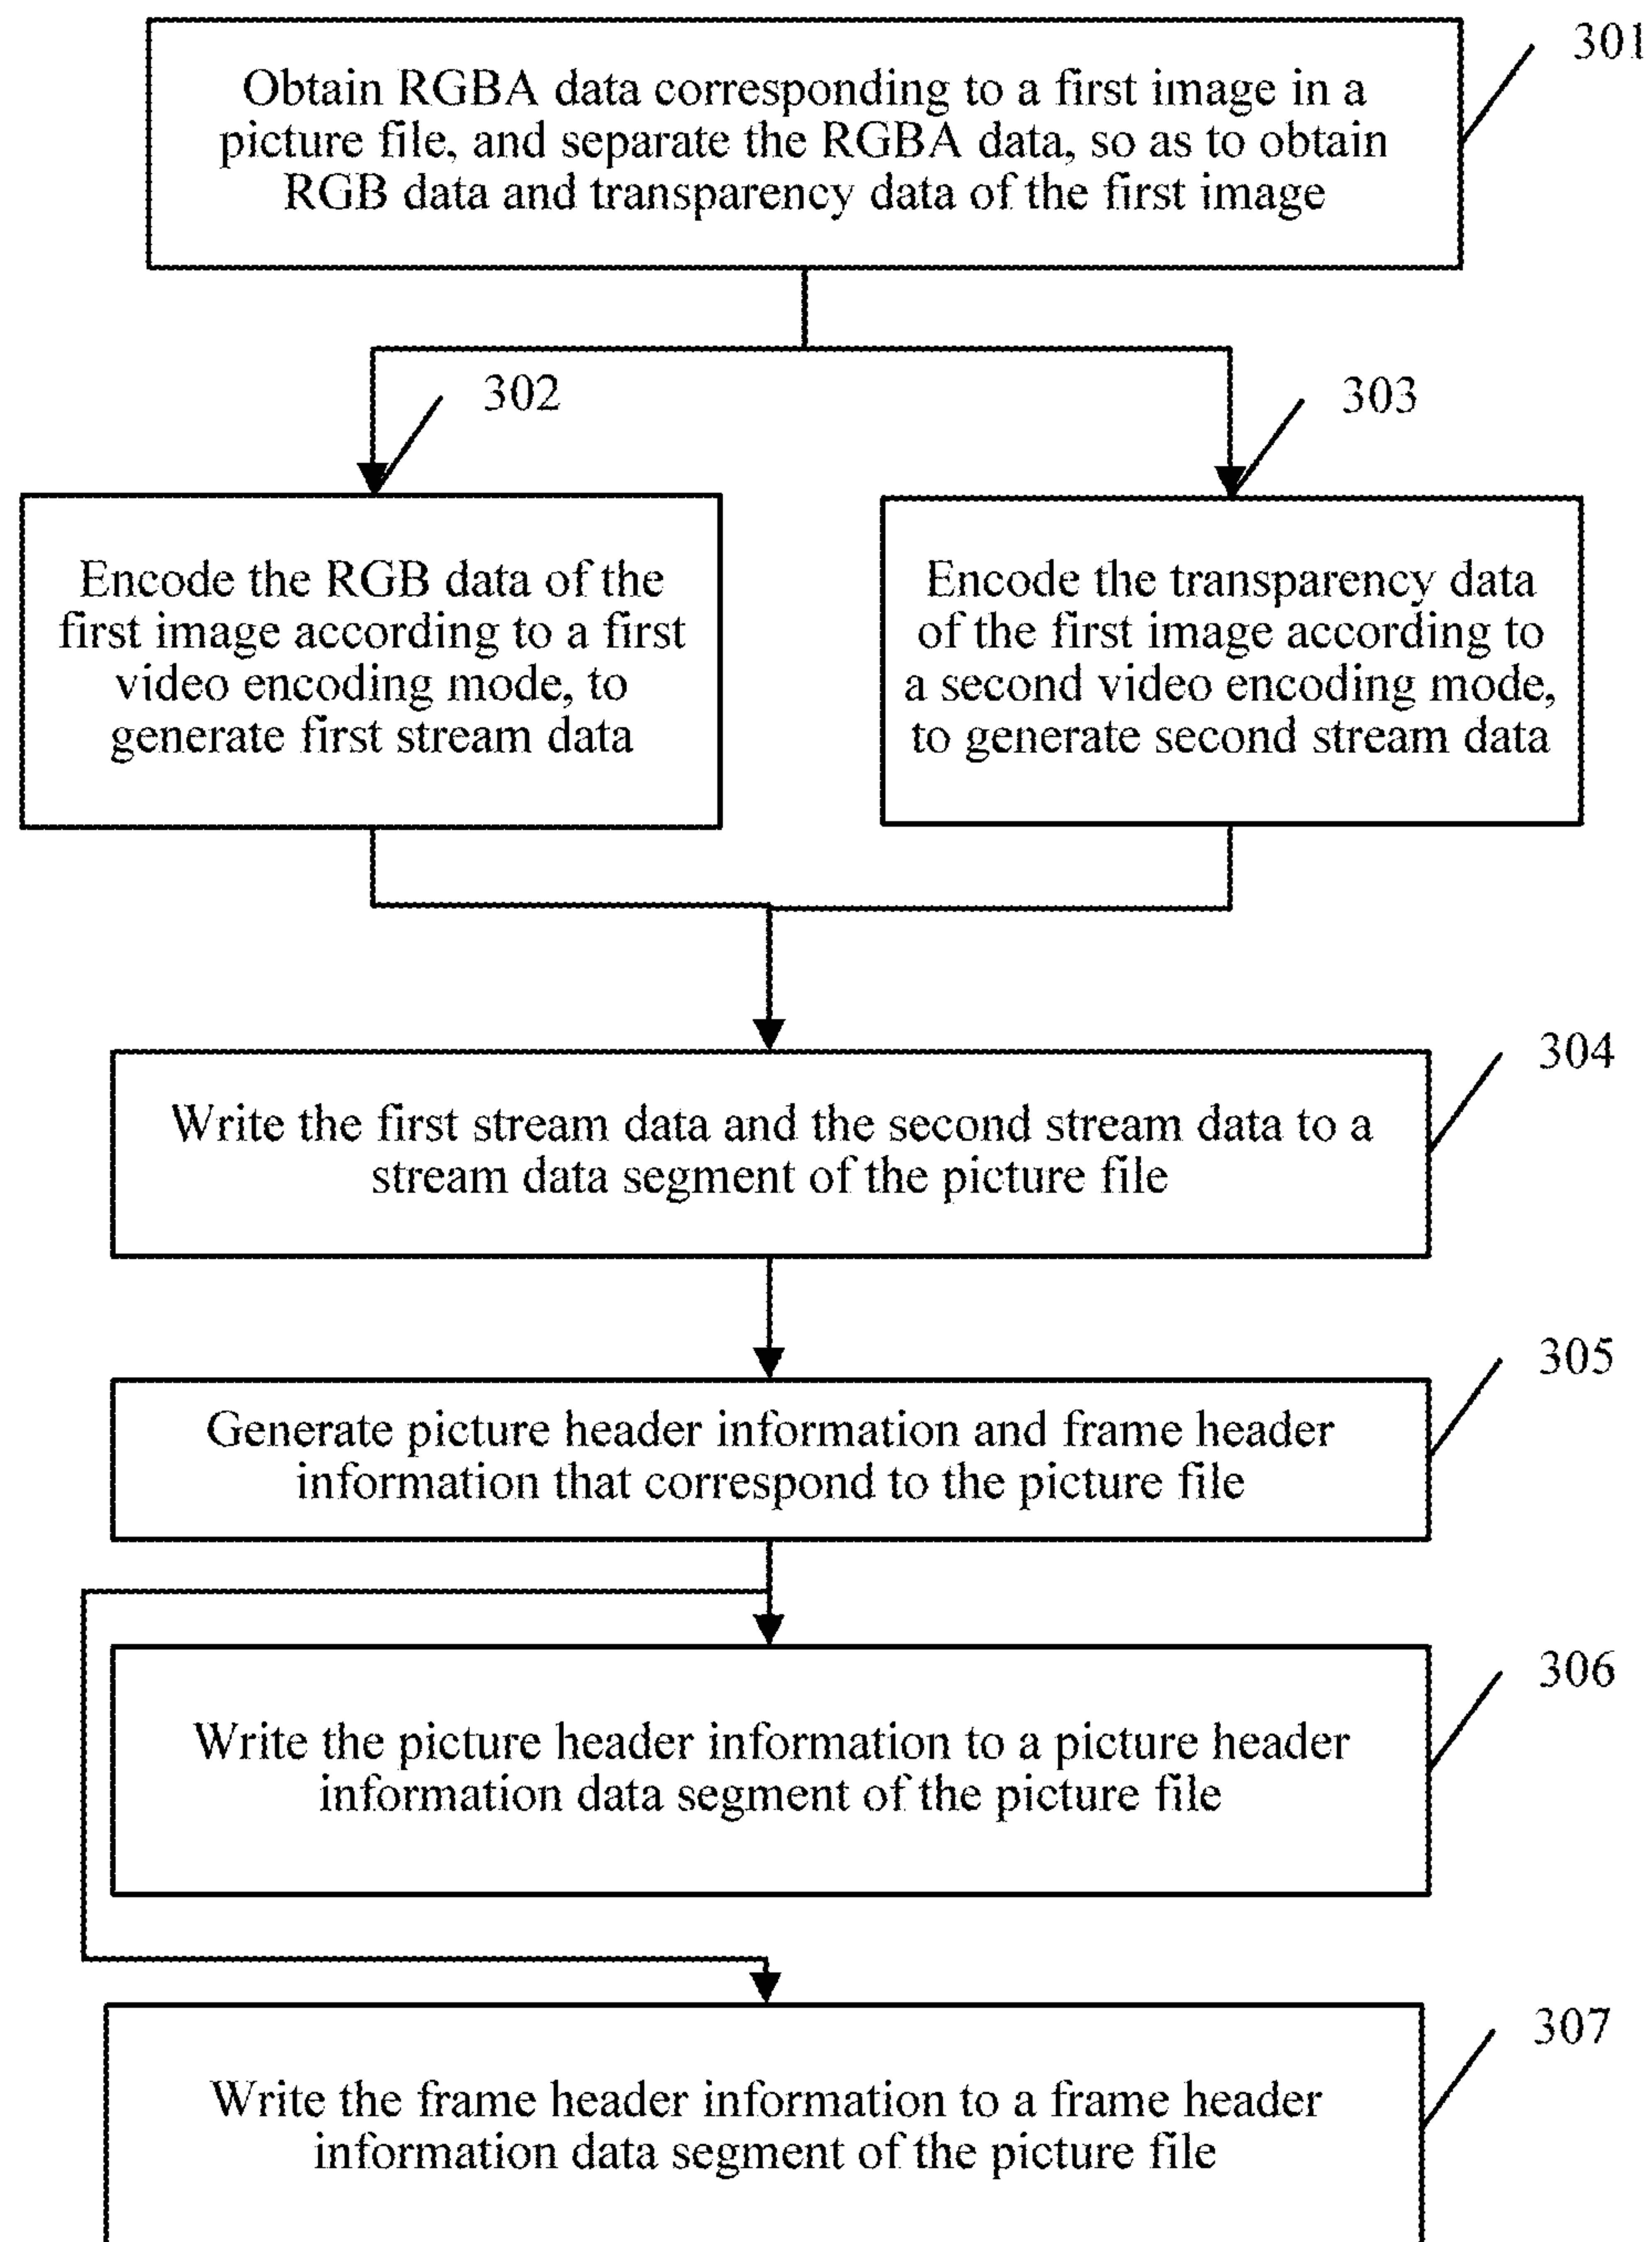 301
Obtain RGBA data corresponding to a first image in a
picture file, and separate the RGBA data, so as to obtain
RGB data and transparency data of the first image
302
303
Encode the RGB data of the
first image according to a first
video encoding mode, to
generate first stream data
Encode the transparency data
of the first image according to
a second video encoding mode,
to generate second stream data
304
Write the first stream data and the second stream data to a
stream data segment of the picture file
305
Generate picture header information and frame header
information that correspond to the picture file
306
Write the picture header information to a picture header
information data segment of the picture file
307
Write the frame header information to a frame header
information data segment of the picture file